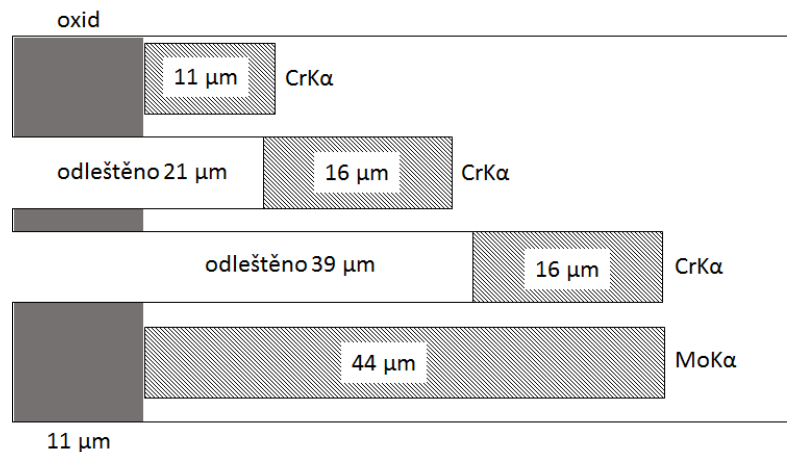 oxid
11 µm
CrKα
odleštěno 21 µm
16 µm
CrKα
odleštěno 39 µm
16 µm
CrKα
44 µm
MoKα
11 µm